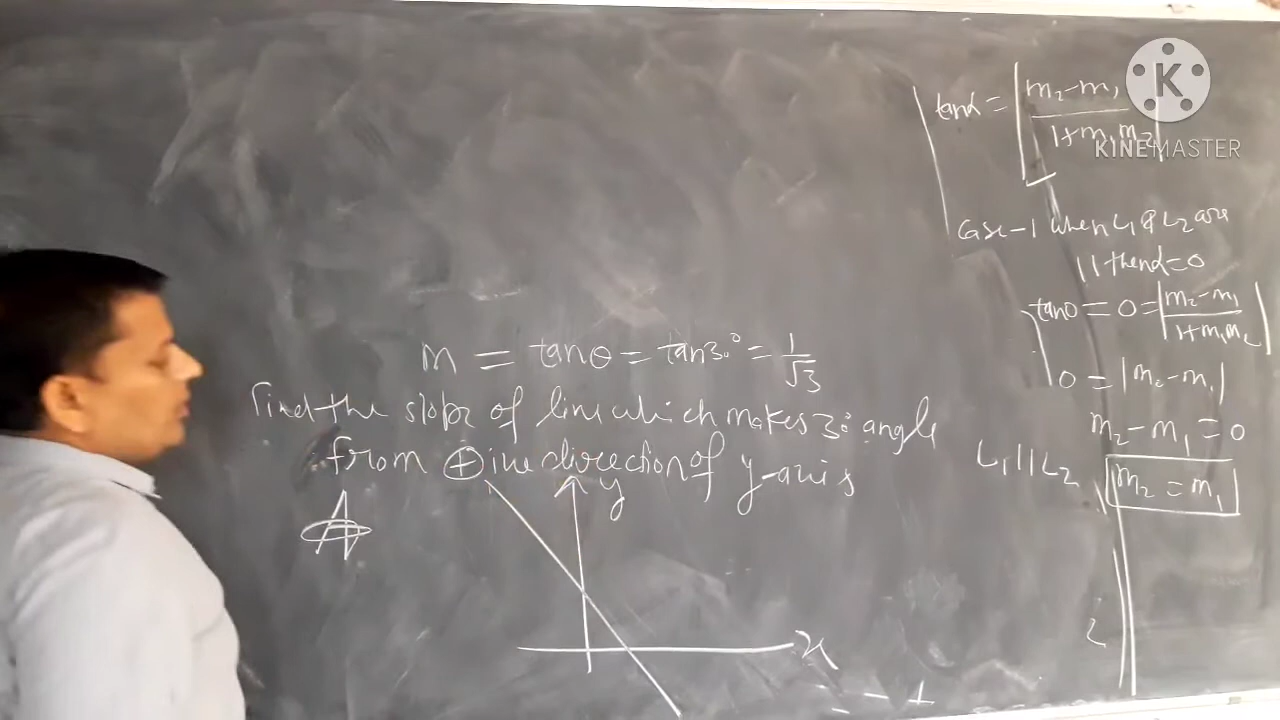 m = tanθ = tan30° = 1/√3
Find the slope of line which makes 30 angle
from ⊕ive direction of y-axis
y
x
tanα = |m₂-m₁ / 1+m₁m₂|
Case-1 when L₁ & L₂ are
|| then α=0
tan0 = 0 = |m₂-m₁ / 1+m₁m₂|
0 = |m₂-m₁|
m₂-m₁ = 0
L₁||L₂ m₂ = m₁
K
KINEMASTER